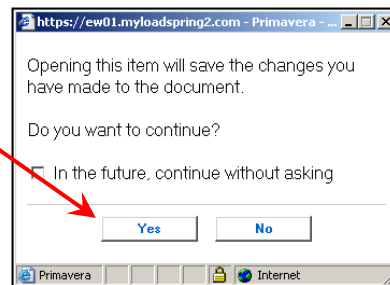 https://ew01.myloadspring2.com - Primavera - ...
Opening this item will save the changes you
have made to the document.
Do you want to continue?
In the future, continue without asking
Yes No
Primavera Internet